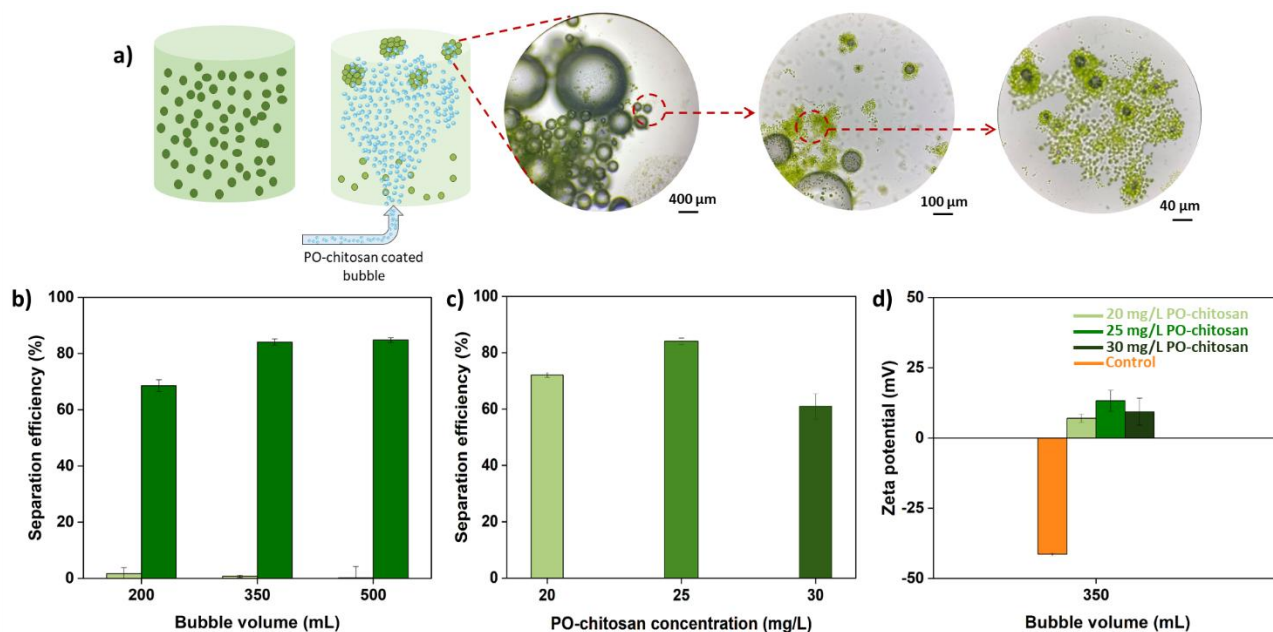 a)
PO-chitosan coated
bubble
400 µm
100 µm
40 µm
b)
100
80
60
40
20
0
Separation efficiency (%)
200
350
500
Bubble volume (mL)
c)
100
80
60
40
20
0
Separation efficiency (%)
20
25
30
PO-chitosan concentration (mg/L)
d)
50
25
0
-25
-50
Zeta potential (mV)
20 mg/L PO-chitosan
25 mg/L PO-chitosan
30 mg/L PO-chitosan
Control
350
Bubble volume (mL)